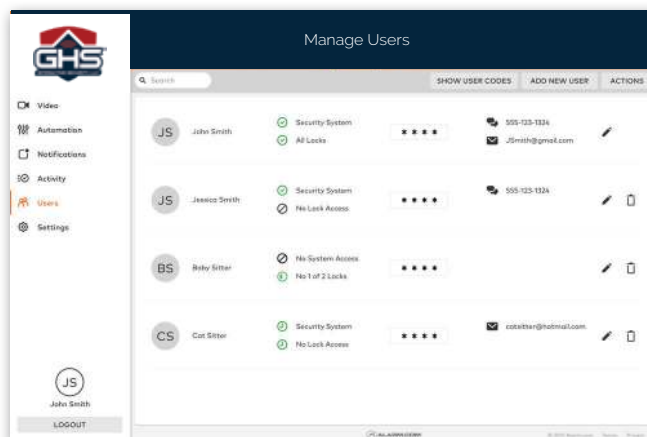 GHS
Manage Users
Search
SHOW USER CODES ADD NEW USER ACTIONS
Video
Automation
Notifications
Activity
Users
Settings
JS
John Smith
LOGOUT
JS John Smith
Security System
All Locks
* * * *
555-123-1324
JSmith@gmail.com
JS Jessica Smith
Security System
No Lock Access
* * * *
555-123-1324
BS Baby Sitter
No System Access
No 1 of 2 Locks
* * * *
CS Cat Sitter
Security System
No Lock Access
* * * *
catsitter@hotmail.com
ALARM.COM